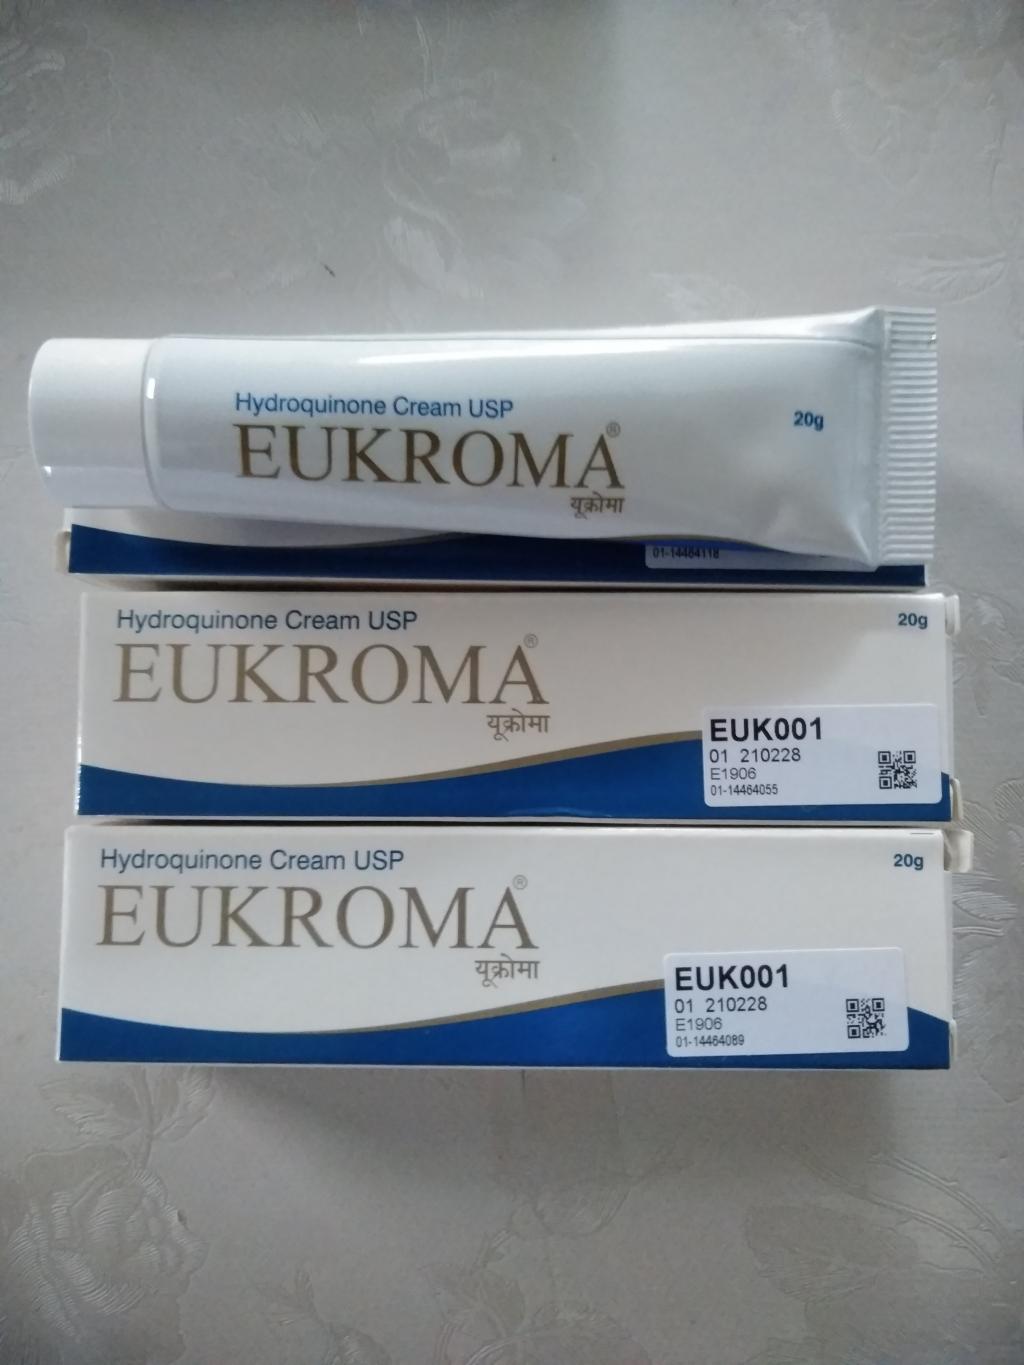 Hydroquinone Cream USP
20g
EUKROMA®
यूक्रोमा
01-14464118
Hydroquinone Cream USP
20g
EUKROMA®
यूक्रोमा
EUK001
01 210228
E1906
01-14464055
Hydroquinone Cream USP
20g
EUKROMA®
यूक्रोमा
EUK001
01 210228
E1906
01-14464089